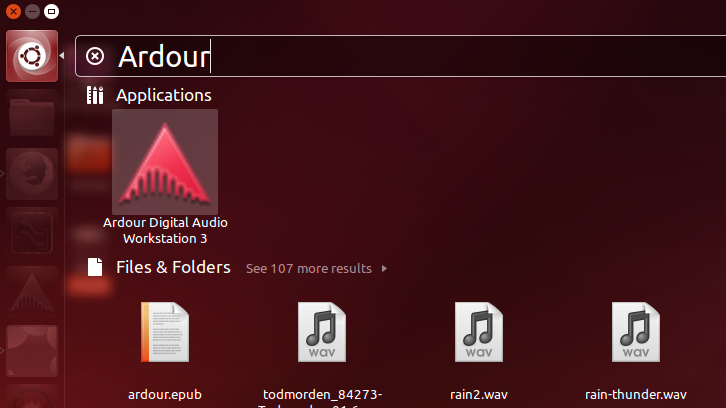 Ardour
Applications
Ardour Digital Audio
Workstation 3
Files & Folders See 107 more results
wav wav wav
ardour.epub todmorden_84273- rain2.wav rain-thunder.wav